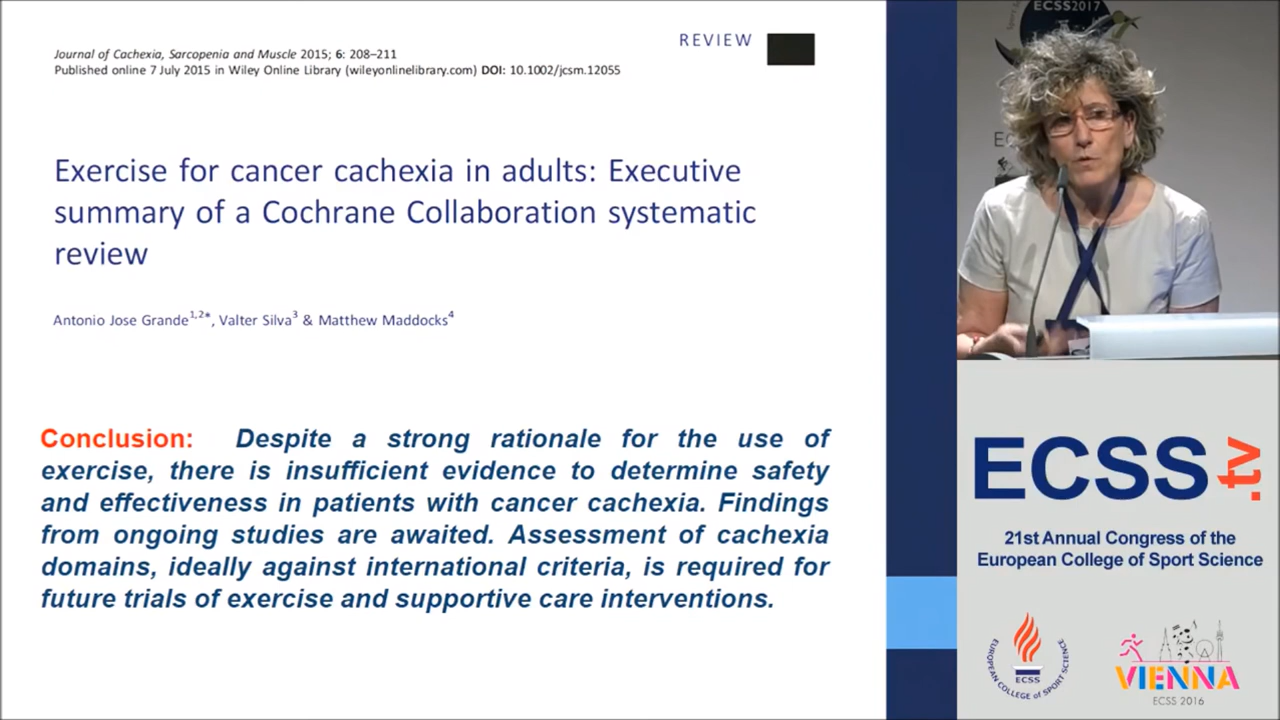 REVIEW
Journal of Cachexia, Sarcopenia and Muscle 2015; 6: 208–211
Published online 7 July 2015 in Wiley Online Library (wileyonlinelibrary.com) DOI: 10.1002/jcsm.12055
Exercise for cancer cachexia in adults: Executive
summary of a Cochrane Collaboration systematic
review
Antonio Jose Grande1,2*, Valter Silva3 & Matthew Maddocks4
Conclusion: Despite a strong rationale for the use of
exercise, there is insufficient evidence to determine safety
and effectiveness in patients with cancer cachexia. Findings
from ongoing studies are awaited. Assessment of cachexia
domains, ideally against international criteria, is required for
future trials of exercise and supportive care interventions.
ECSS2017
EC
ECSS.tv
21st Annual Congress of the
European College of Sport Science
EUROPEAN COLLEGE OF SPORT SCIENCE
ECSS
VIENNA
ECSS 2016